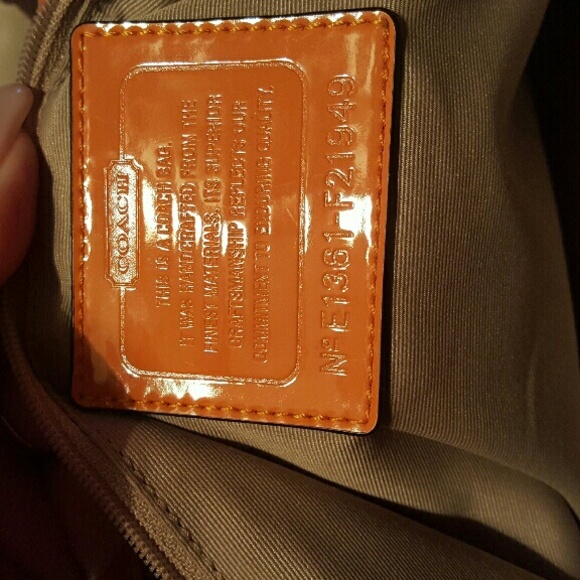 COACH
THIS IS A COACH BAG.
IT WAS HANDCRAFTED FROM THE
FINEST MATERIALS. ITS SUPERIOR
CRAFTSMANSHIP REFLECTS OUR
COMMITMENT TO ENDURING QUALITY.
Nº E1361-F21949